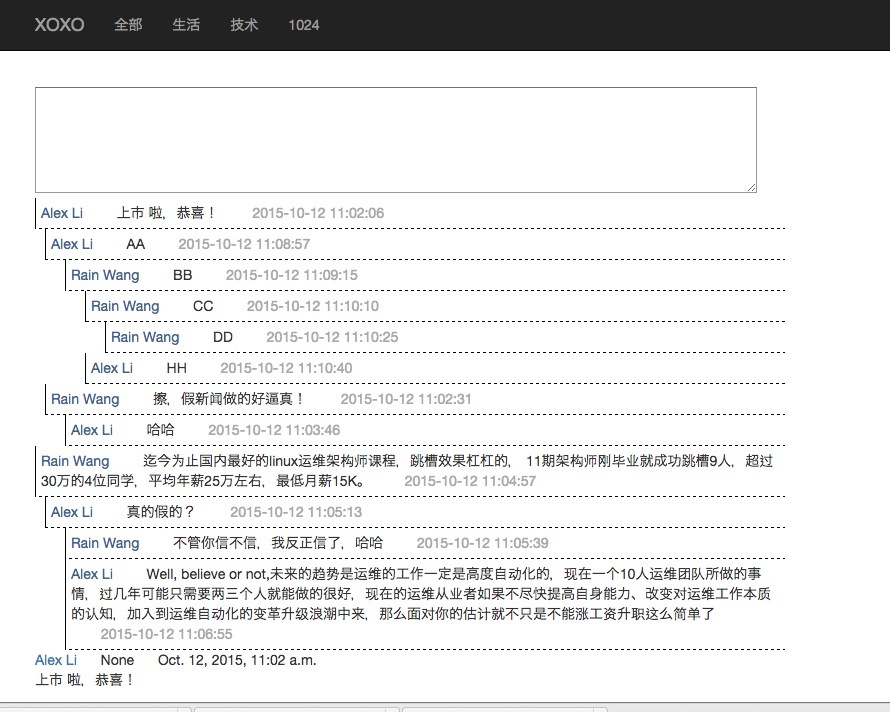 XOXO 全部 生活 技术 1024
Alex Li 上市 啦，恭喜！ 2015-10-12 11:02:06
Alex Li AA 2015-10-12 11:08:57
Rain Wang BB 2015-10-12 11:09:15
Rain Wang CC 2015-10-12 11:10:10
Rain Wang DD 2015-10-12 11:10:25
Alex Li HH 2015-10-12 11:10:40
Rain Wang 擦，假新闻做的好逼真！ 2015-10-12 11:02:31
Alex Li 哈哈 2015-10-12 11:03:46
Rain Wang 迄今为止国内最好的linux运维架构师课程，跳槽效果杠杠的， 11期架构师刚毕业就成功跳槽9人，超过
30万的4位同学，平均年薪25万左右，最低月薪15K。 2015-10-12 11:04:57
Alex Li 真的假的？ 2015-10-12 11:05:13
Rain Wang 不管你信不信，我反正信了，哈哈 2015-10-12 11:05:39
Alex Li Well, believe or not,未来的趋势是运维的工作一定是高度自动化的，现在一个10人运维团队所做的事
情，过几年可能只需要两三个人就能做的很好，现在的运维从业者如果不尽快提高自身能力、改变对运维工作本质
的认知，加入到运维自动化的变革升级浪潮中来，那么面对你的估计就不只是不能涨工资升职这么简单了
2015-10-12 11:06:55
Alex Li None Oct. 12, 2015, 11:02 a.m.
上市 啦，恭喜！